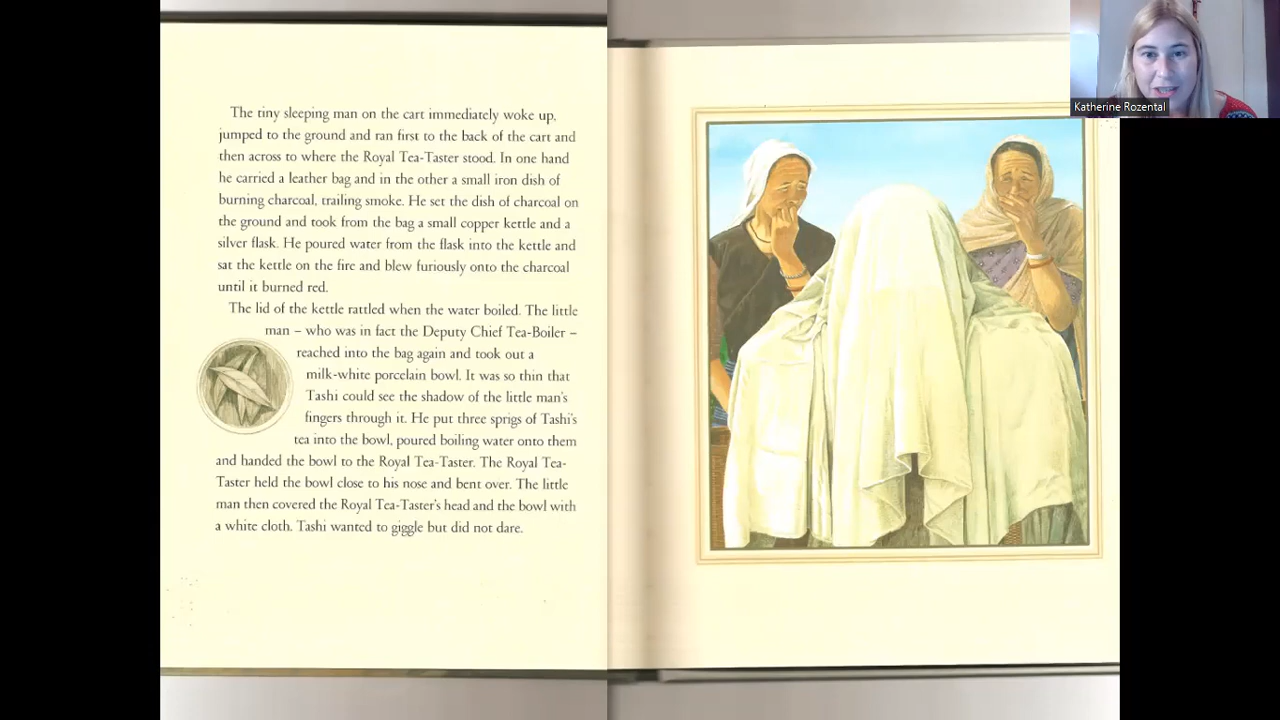 The tiny sleeping man on the cart immediately woke up,
jumped to the ground and ran first to the back of the cart and
then across to where the Royal Tea-Taster stood. In one hand
he carried a leather bag and in the other a small iron dish of
burning charcoal, trailing smoke. He set the dish of charcoal on
the ground and took from the bag a small copper kettle and a
silver flask. He poured water from the flask into the kettle and
sat the kettle on the fire and blew furiously onto the charcoal
until it burned red.
The lid of the kettle rattled when the water boiled. The little
man – who was in fact the Deputy Chief Tea-Boiler –
reached into the bag again and took out a
milk-white porcelain bowl. It was so thin that
Tashi could see the shadow of the little man's
fingers through it. He put three sprigs of Tashi's
tea into the bowl, poured boiling water onto them
and handed the bowl to the Royal Tea-Taster. The Royal Tea-
Taster held the bowl close to his nose and bent over. The little
man then covered the Royal Tea-Taster's head and the bowl with
a white cloth. Tashi wanted to giggle but did not dare.
Katherine Rozental